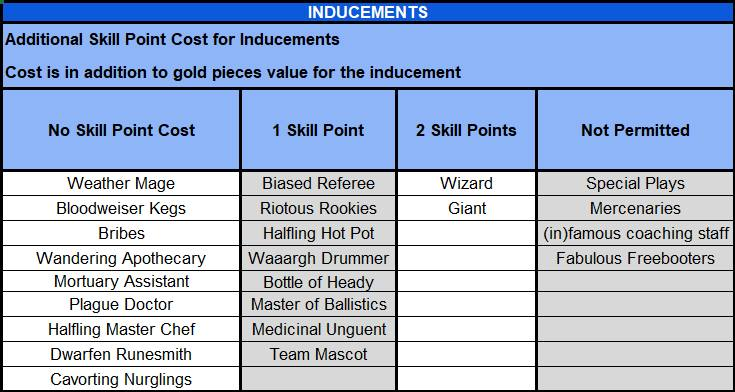 INDUCEMENTS
Additional Skill Point Cost for Inducements
Cost is in addition to gold pieces value for the inducement
No Skill Point Cost 1 Skill Point 2 Skill Points Not Permitted
Weather Mage Biased Referee Wizard Special Plays
Bloodweiser Kegs Riotous Rookies Giant Mercenaries
Bribes Halfling Hot Pot (in)famous coaching staff
Wandering Apothecary Waaargh Drummer Fabulous Freebooters
Mortuary Assistant Bottle of Heady
Plague Doctor Master of Ballistics
Halfling Master Chef Medicinal Unguent
Dwarfen Runesmith Team Mascot
Cavorting Nurglings